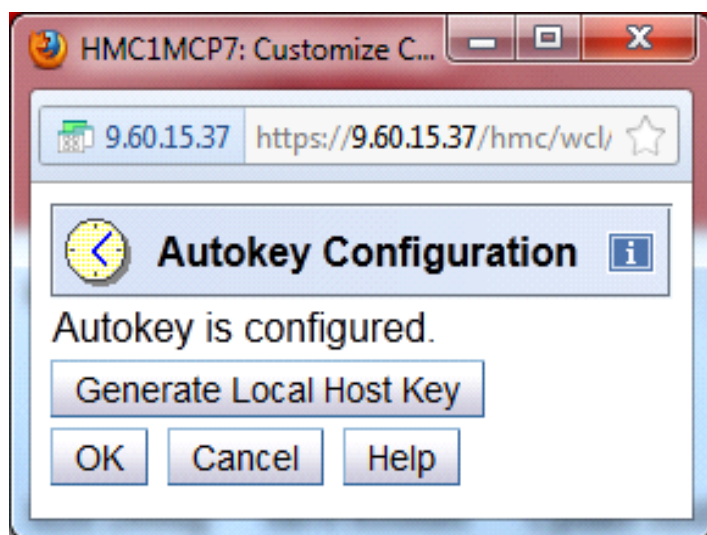 HMC1MCP7: Customize C...
9.60.15.37 https://9.60.15.37/hmc/wcl/
Autokey Configuration i
Autokey is configured.
Generate Local Host Key
OK Cancel Help